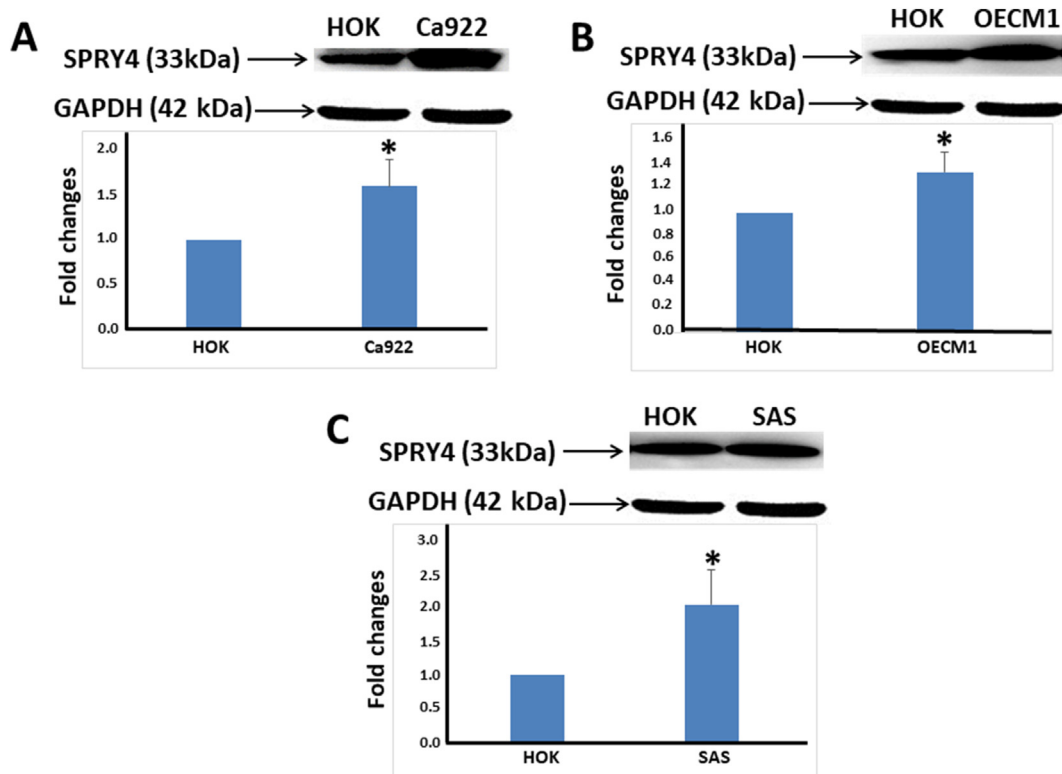 A
HOK Ca922
SPRY4 (33kDa)
GAPDH (42 kDa)
Fold changes
2.0
1.5
1.0
0.5
0.0
*
HOK Ca922
B
HOK OECM1
SPRY4 (33kDa)
GAPDH (42 kDa)
Fold changes
1.6
1.4
1.2
1.0
0.8
0.6
0.4
0.2
0.0
*
HOK OECM1
C
HOK SAS
SPRY4 (33kDa)
GAPDH (42 kDa)
Fold changes
3.0
2.5
2.0
1.5
1.0
0.5
0.0
*
HOK SAS